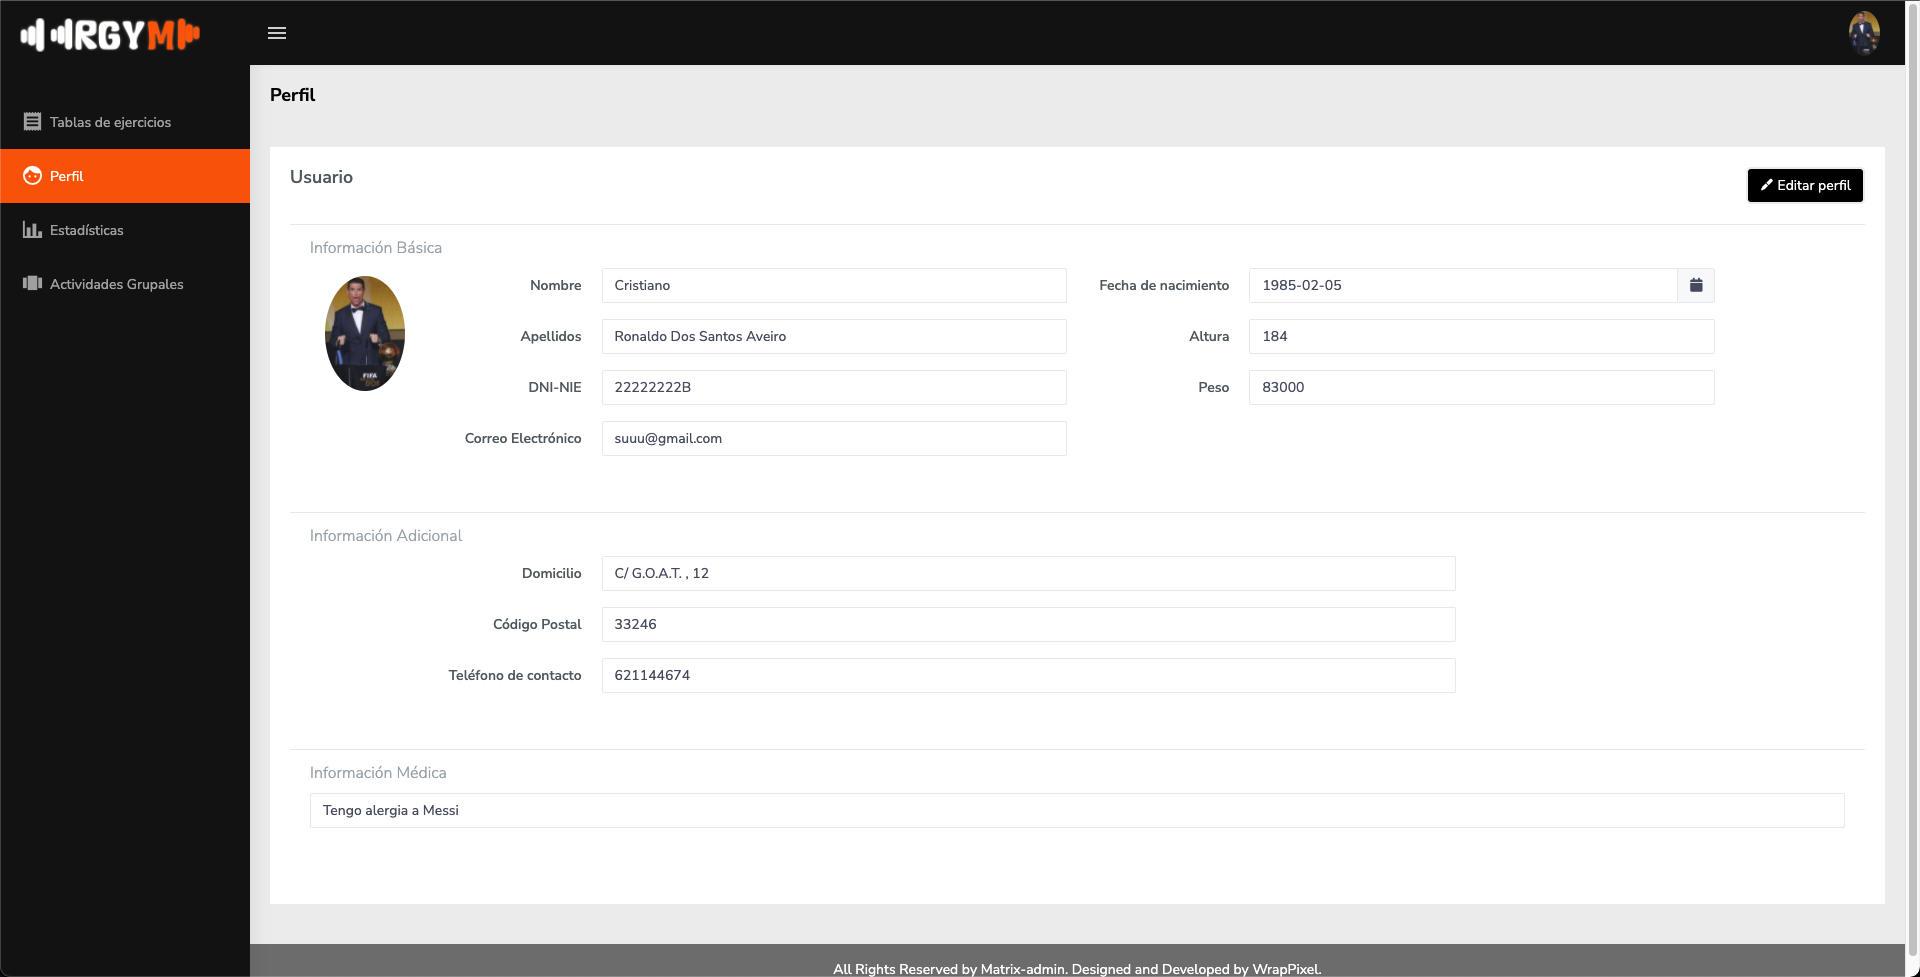 RGYM
Perfil
Tablas de ejercicios
Perfil
Estadísticas
Actividades Grupales
Usuario
Editar perfil
Información Básica
Nombre Cristiano Fecha de nacimiento 1985-02-05
Apellidos Ronaldo Dos Santos Aveiro Altura 184
DNI-NIE 22222222B Peso 83000
Correo Electrónico suuu@gmail.com
FIFA
Información Adicional
Domicilio C/ G.O.A.T. , 12
Código Postal 33246
Teléfono de contacto 621144674
Información Médica
Tengo alergia a Messi
All Rights Reserved by Matrix-admin. Designed and Developed by WrapPixel.